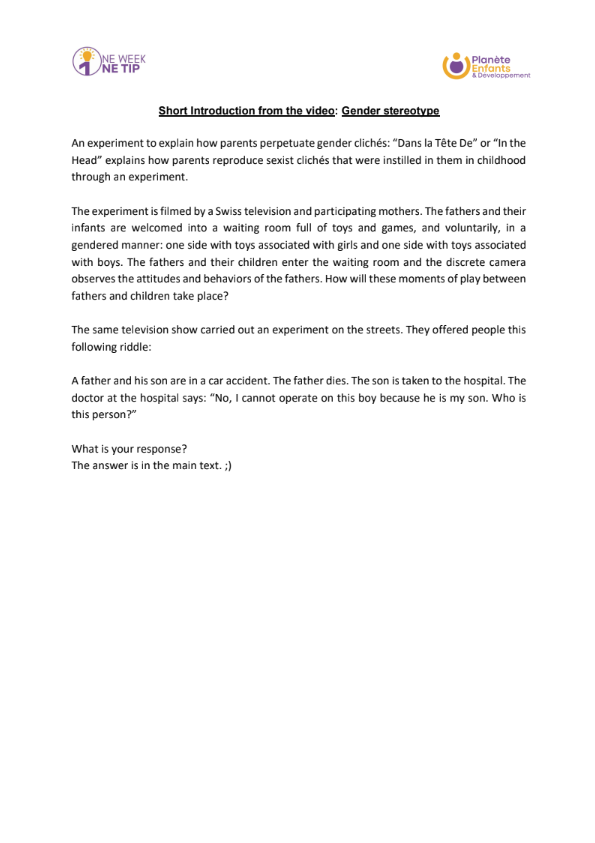 NE WEEK
NE TIP
Planète
Enfants
& Développement
Short Introduction from the video: Gender stereotype
An experiment to explain how parents perpetuate gender clichés: “Dans la Tête De” or “In the
Head” explains how parents reproduce sexist clichés that were instilled in them in childhood
through an experiment.
The experiment is filmed by a Swiss television and participating mothers. The fathers and their
infants are welcomed into a waiting room full of toys and games, and voluntarily, in a
gendered manner: one side with toys associated with girls and one side with toys associated
with boys. The fathers and their children enter the waiting room and the discrete camera
observes the attitudes and behaviors of the fathers. How will these moments of play between
fathers and children take place?
The same television show carried out an experiment on the streets. They offered people this
following riddle:
A father and his son are in a car accident. The father dies. The son is taken to the hospital. The
doctor at the hospital says: “No, I cannot operate on this boy because he is my son. Who is
this person?”
What is your response?
The answer is in the main text. ;)